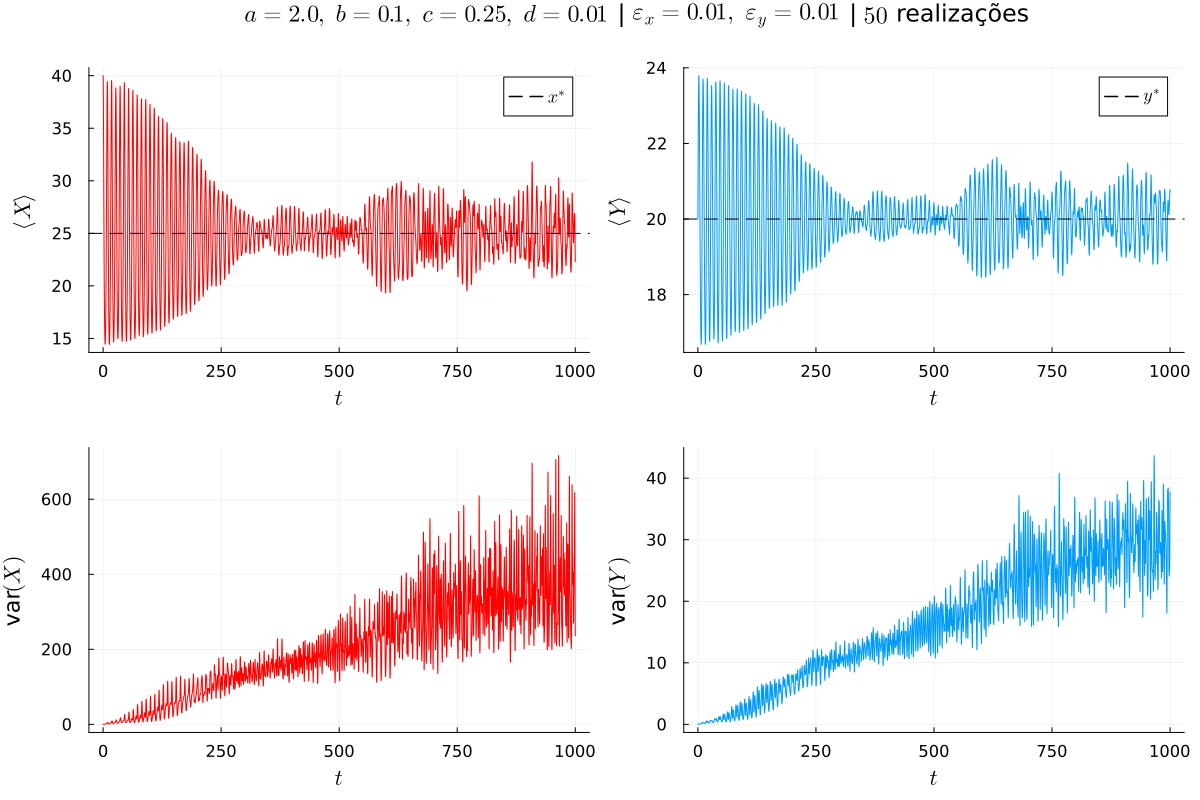 a = 2.0, b = 0.1, c = 0.25, d = 0.01 | εx = 0.01, εy = 0.01 | 50 realizações
40
35
30
25
20
15
⟨X⟩
x*
0 250 500 750 1000
t
24
22
20
18
⟨Y⟩
y*
0 250 500 750 1000
t
600
400
200
0
var(X)
0 250 500 750 1000
t
40
30
20
10
0
var(Y)
0 250 500 750 1000
t